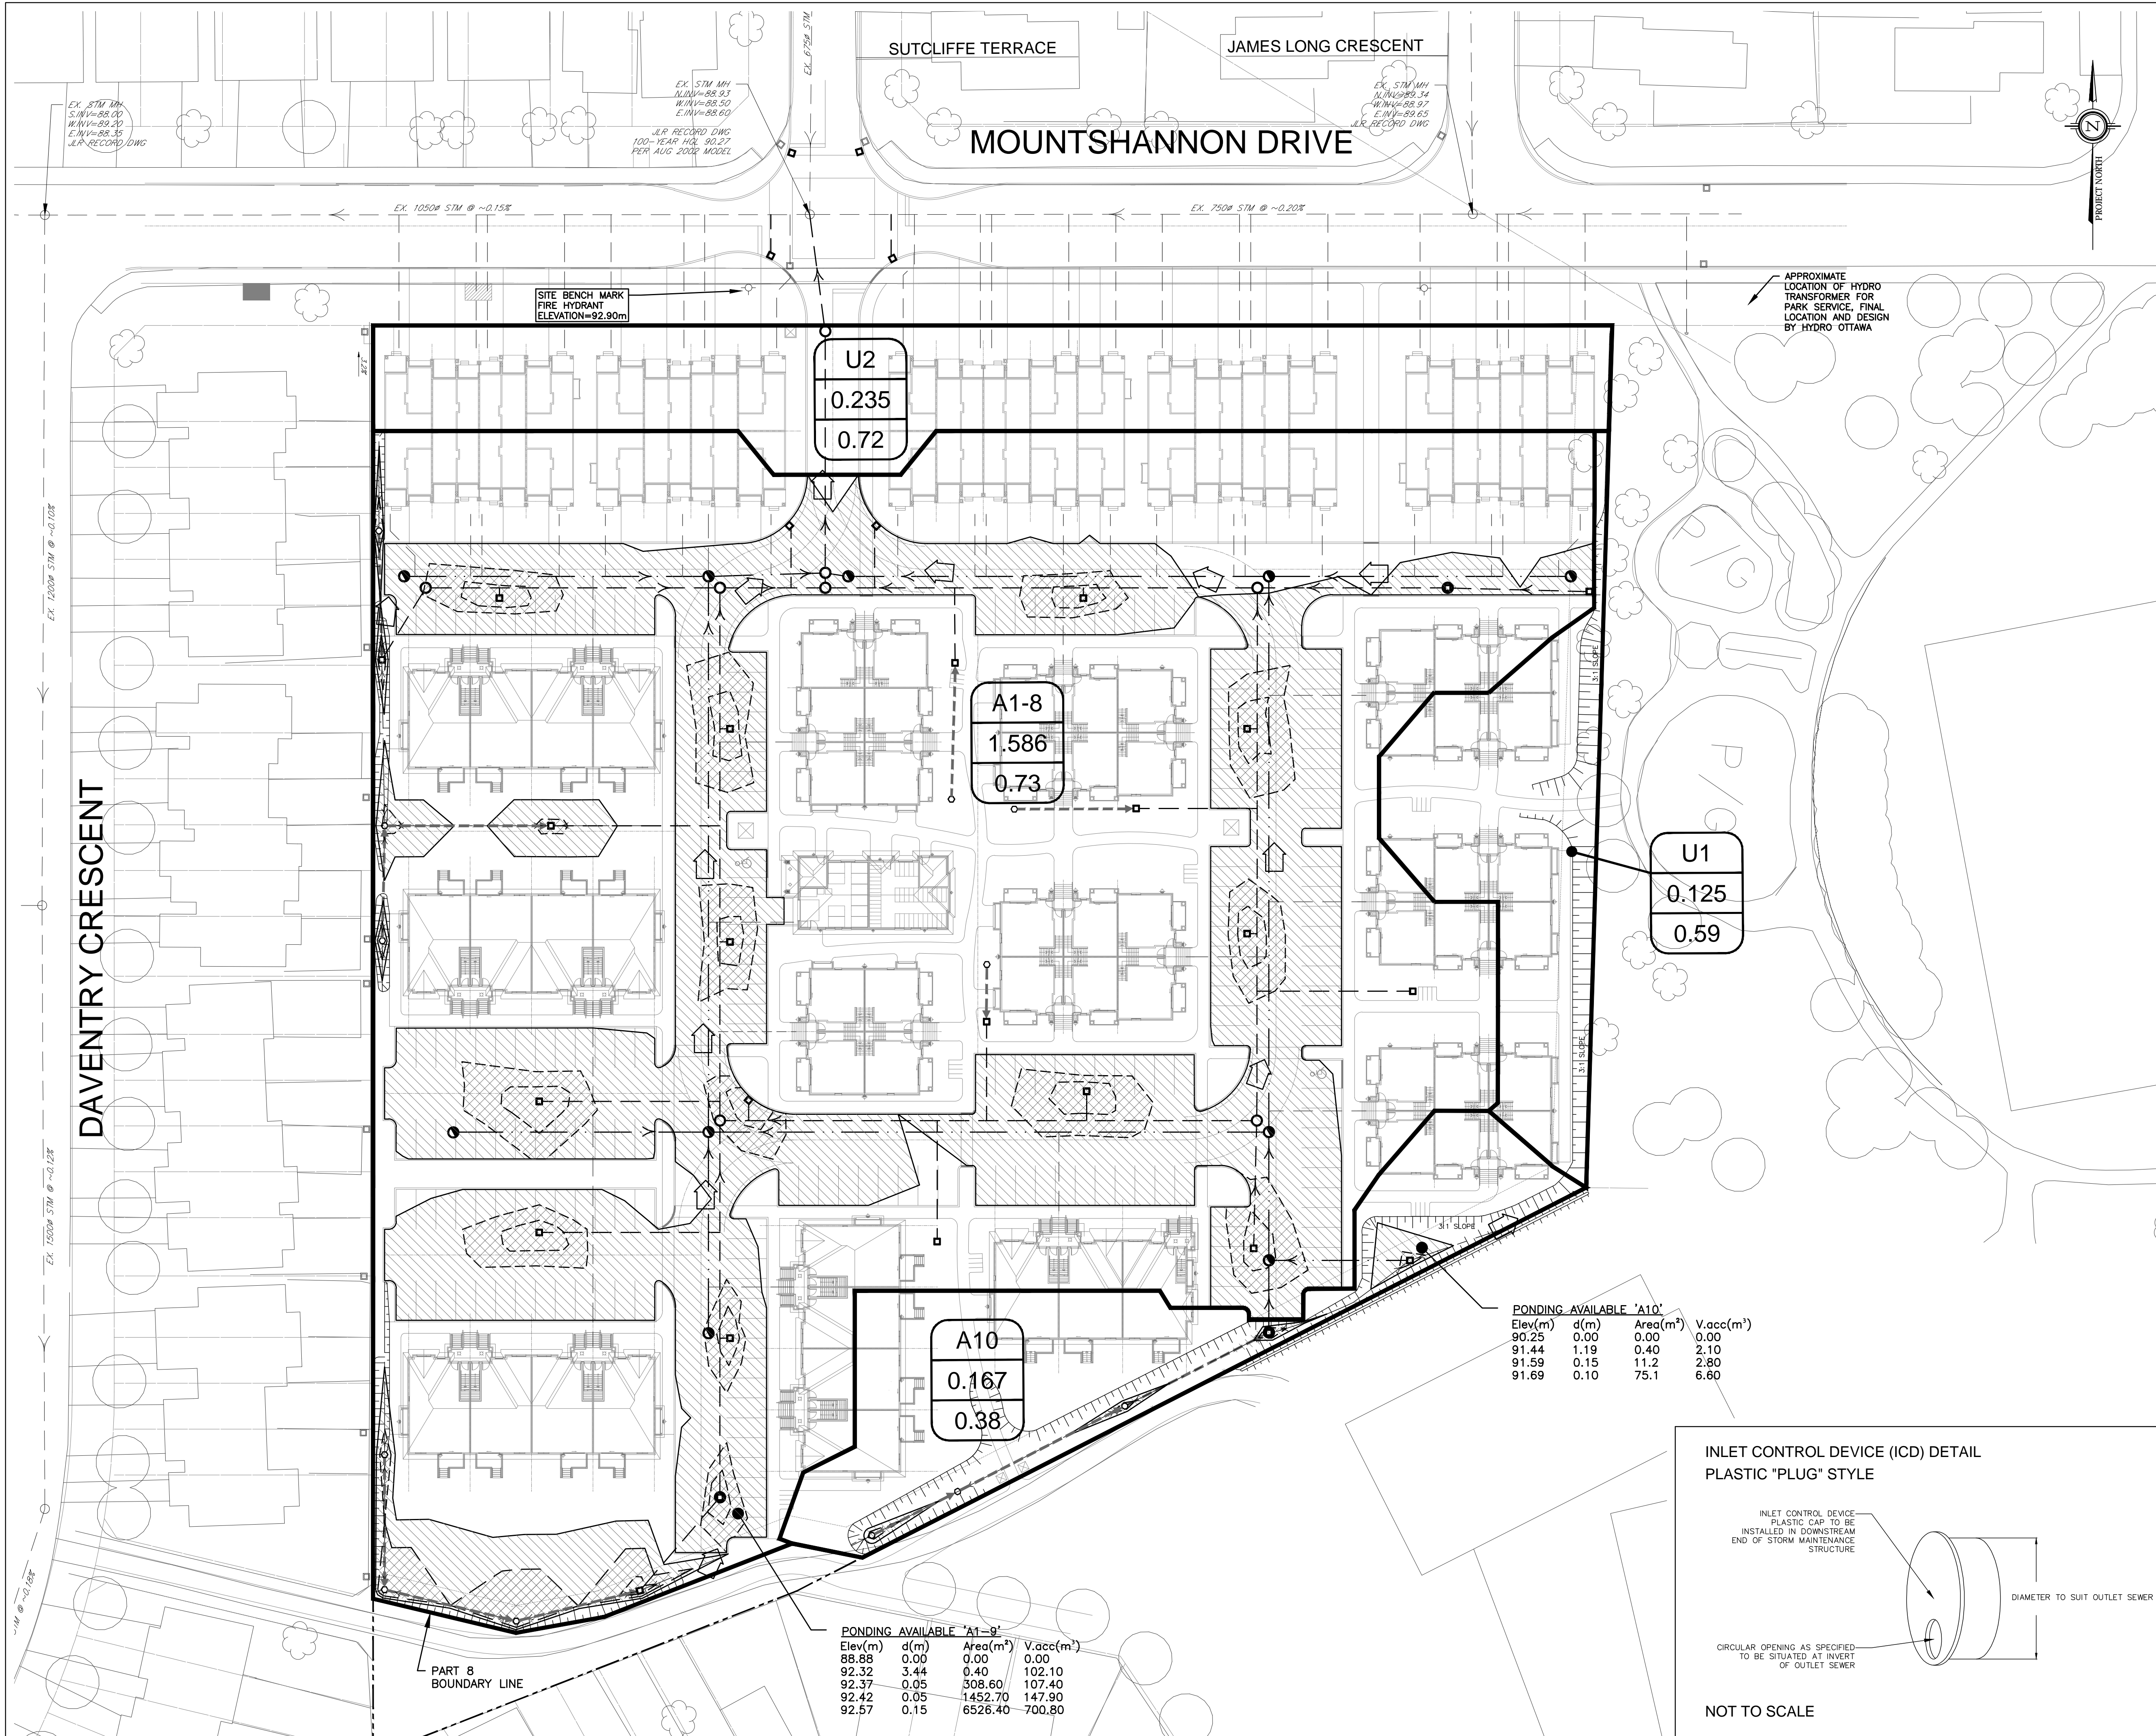 SUTCLIFFE TERRACE
JAMES LONG CRESCENT
EX. 675ø STM
EX. STM MH
S.INV=88.00
W.INV=89.20
E.INV=88.35
JLR RECORD DWG
EX. STM MH
N.INV=88.93
W.INV=88.50
E.INV=88.60
JLR RECORD DWG
100-YEAR HGL 90.27
PER AUG 2002 MODEL
EX. STM MH
N.INV=89.34
W.INV=88.97
E.INV=89.65
JLR RECORD DWG
MOUNTSHANNON DRIVE
N
PROJECT NORTH
EX. 1050ø STM @ ~0.15%
EX. 750ø STM @ ~0.20%
SITE BENCH MARK
FIRE HYDRANT
ELEVATION=92.90m
APPROXIMATE
LOCATION OF HYDRO
TRANSFORMER FOR
PARK SERVICE, FINAL
LOCATION AND DESIGN
BY HYDRO OTTAWA
U2
0.235
0.72
EX. 1200ø STM @ ~0.10%
A1-8
1.586
0.73
3:1 SLOPE
DAVENTRY CRESCENT
U1
0.125
0.59
3:1 SLOPE
EX. 1500ø STM @ ~0.12%
3:1 SLOPE
A10
0.167
0.38
PONDING AVAILABLE 'A10'
Elev(m) d(m) Area(m²) V.acc(m³)
90.25 0.00 0.00 0.00
91.44 1.19 0.40 2.10
91.59 0.15 11.2 2.80
91.69 0.10 75.1 6.60
INLET CONTROL DEVICE (ICD) DETAIL
PLASTIC "PLUG" STYLE
INLET CONTROL DEVICE
PLASTIC CAP TO BE
INSTALLED IN DOWNSTREAM
END OF STORM MAINTENANCE
STRUCTURE
DIAMETER TO SUIT OUTLET SEWER
CIRCULAR OPENING AS SPECIFIED
TO BE SITUATED AT INVERT
OF OUTLET SEWER
NOT TO SCALE
@ ~0.18%
PART 8
BOUNDARY LINE
PONDING AVAILABLE 'A1-9'
Elev(m) d(m) Area(m²) V.acc(m³)
88.88 0.00 0.00 0.00
92.32 3.44 0.40 102.10
92.37 0.05 308.60 107.40
92.42 0.05 1452.70 147.90
92.57 0.15 6526.40 700.80